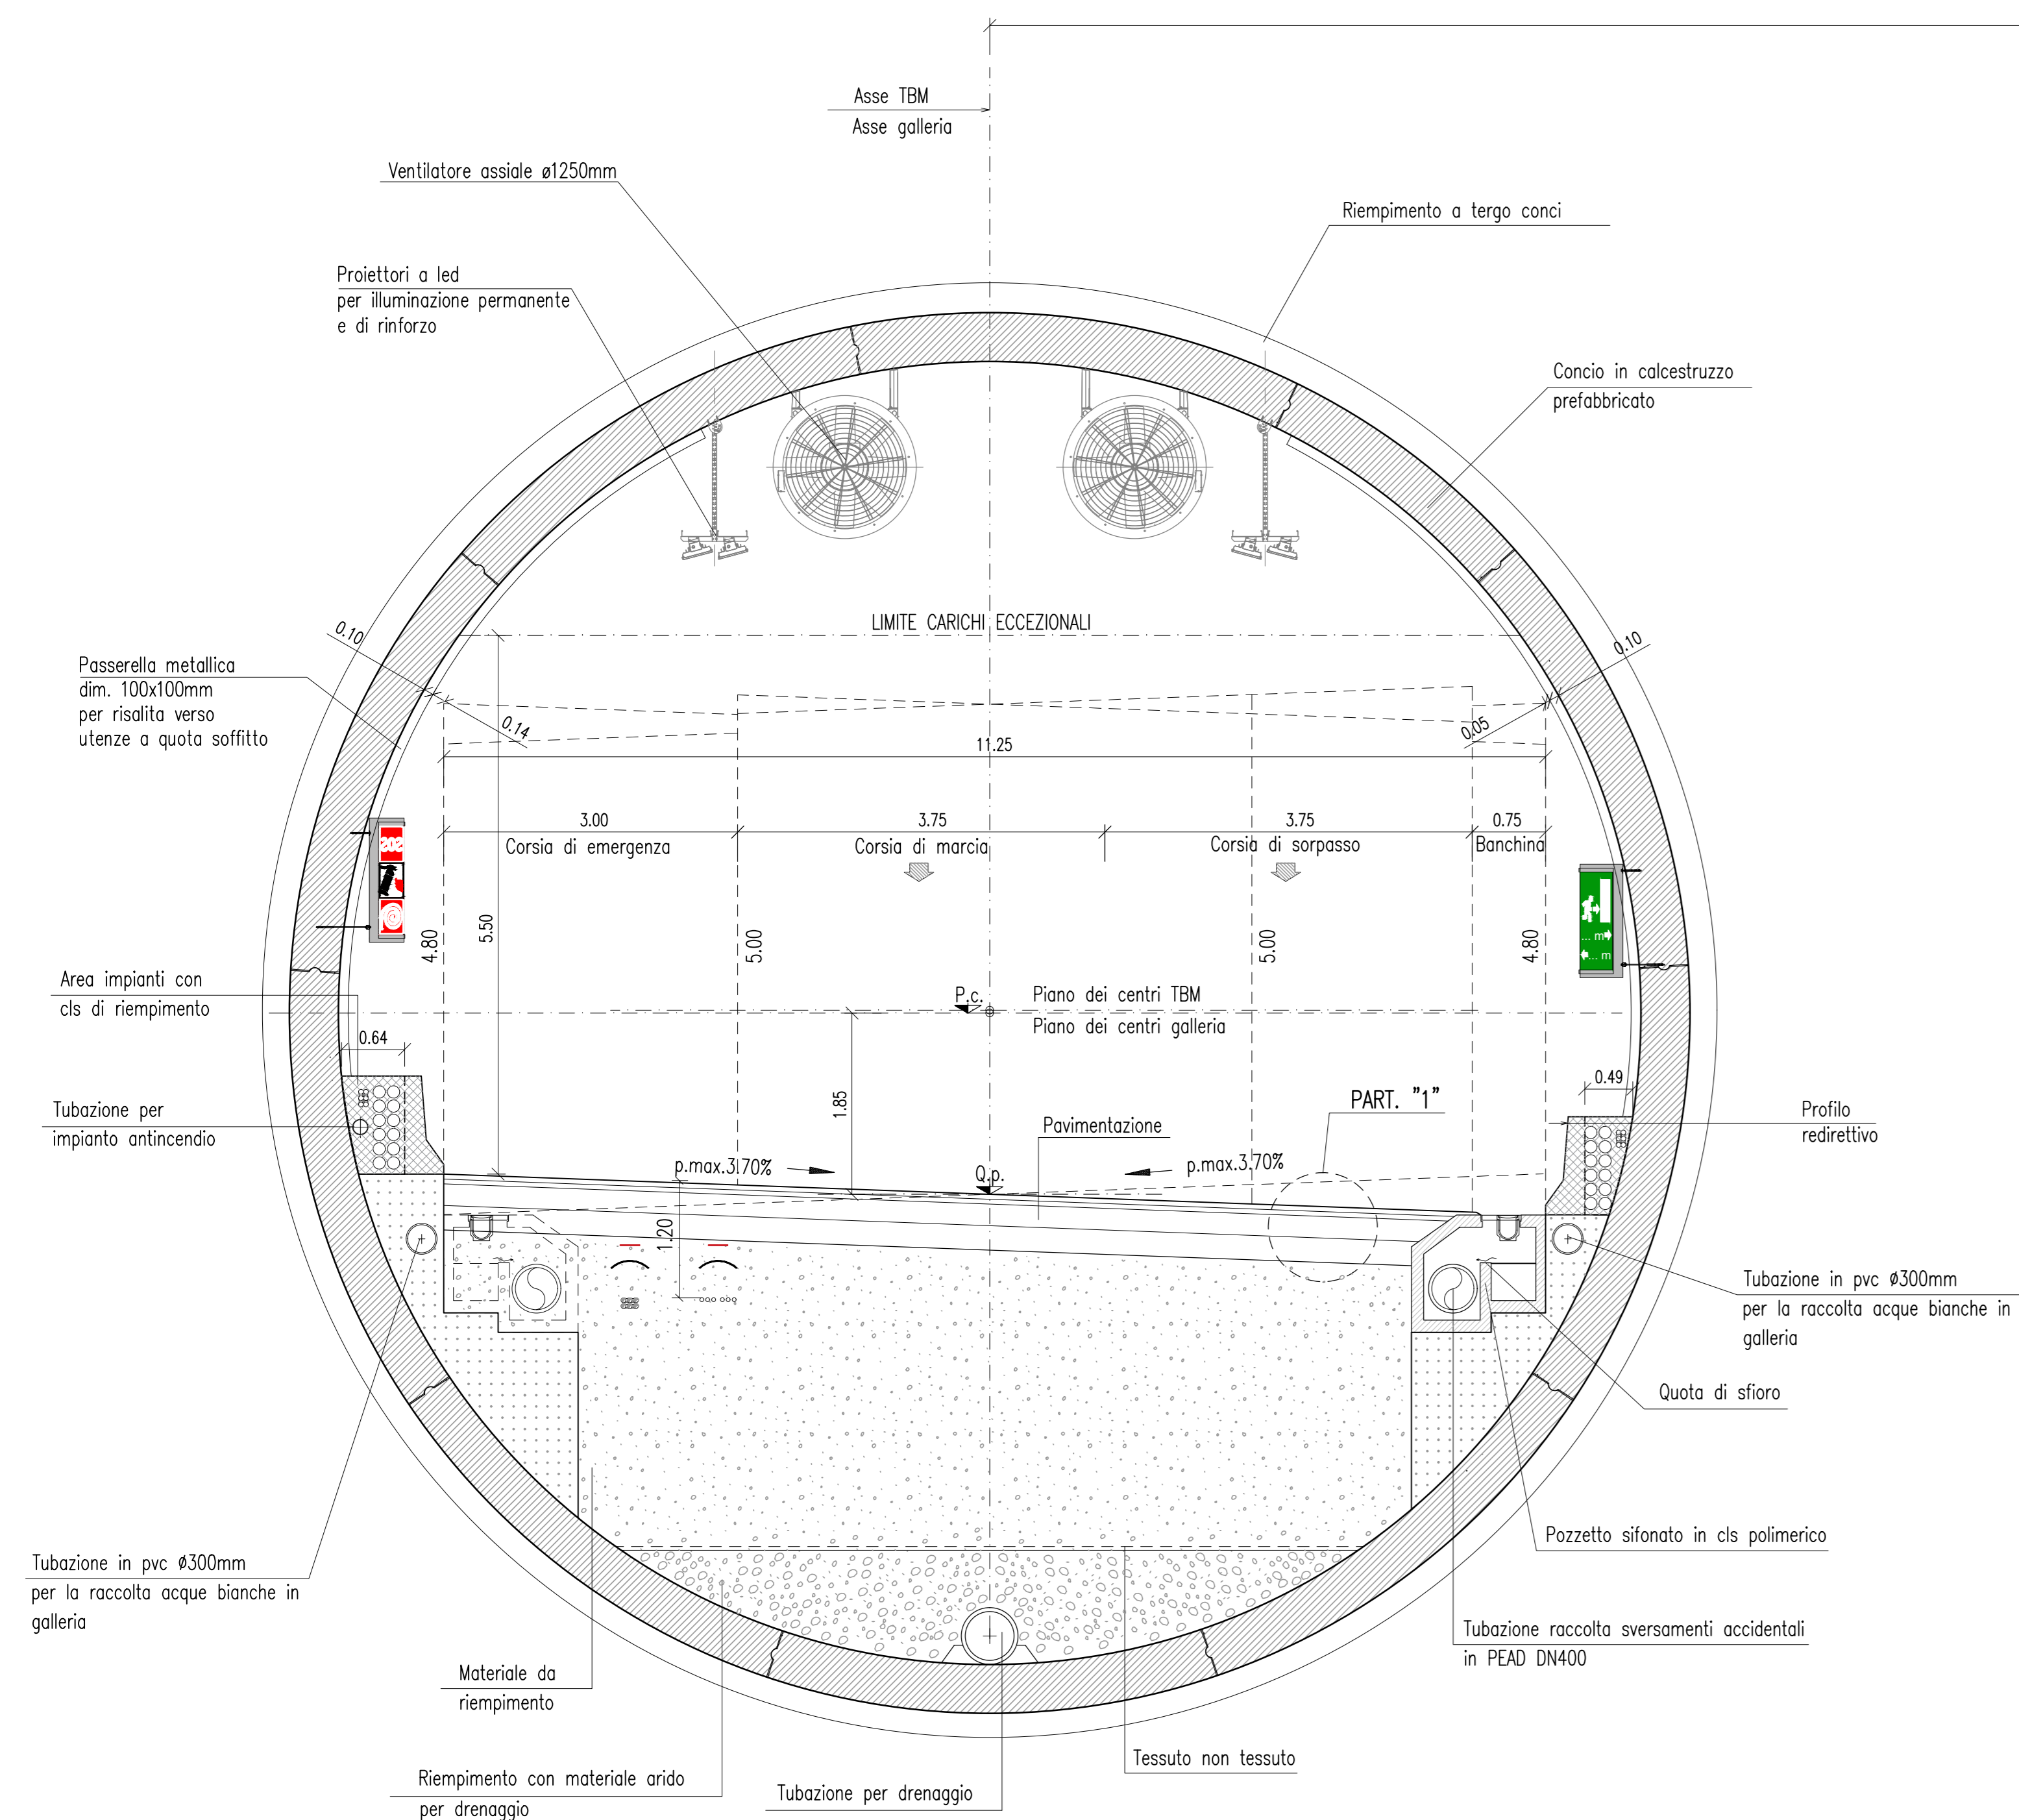 Asse TBM
Asse galleria
Ventilatore assiale ø1250mm
Riempimento a tergo conci
Proiettori a led
per illuminazione permanente
e di rinforzo
Concio in calcestruzzo
prefabbricato
LIMITE CARICHI ECCEZIONALI
0.10
0.10
Passerella metallica
dim. 100x100mm
per risalita verso
utenze a quota soffitto
0.14
0.05
11.25
3.00
3.75
3.75
0.75
Corsia di emergenza
Corsia di marcia
Corsia di sorpasso
Banchina
4.80
5.50
5.00
5.00
4.80
... m
... m
Area impianti con
cls di riempimento
P.c.
Piano dei centri TBM
Piano dei centri galleria
0.64
0.49
1.85
PART. "1"
Tubazione per
impianto antincendio
Pavimentazione
Profilo
redirettivo
p.max.3.70%
Q.p.
p.max.3.70%
1.20
Tubazione in pvc Ø300mm
per la raccolta acque bianche in
galleria
Quota di sfioro
Pozzetto sifonato in cls polimerico
Tubazione in pvc Ø300mm
per la raccolta acque bianche in
galleria
Tubazione raccolta sversamenti accidentali
in PEAD DN400
Materiale da
riempimento
Tessuto non tessuto
Riempimento con materiale arido
per drenaggio
Tubazione per drenaggio